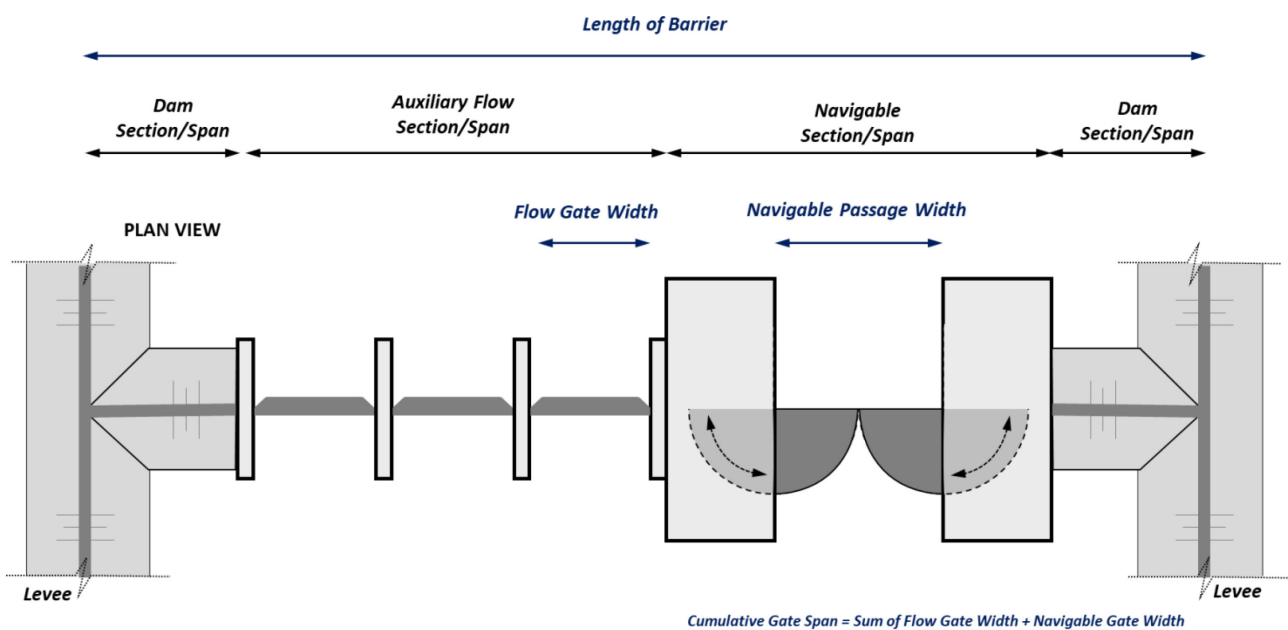 Length of Barrier
Dam
Section/Span
Auxiliary Flow
Section/Span
Navigable
Section/Span
Dam
Section/Span
Flow Gate Width
Navigable Passage Width
PLAN VIEW
Levee
Levee
Cumulative Gate Span = Sum of Flow Gate Width + Navigable Gate Width